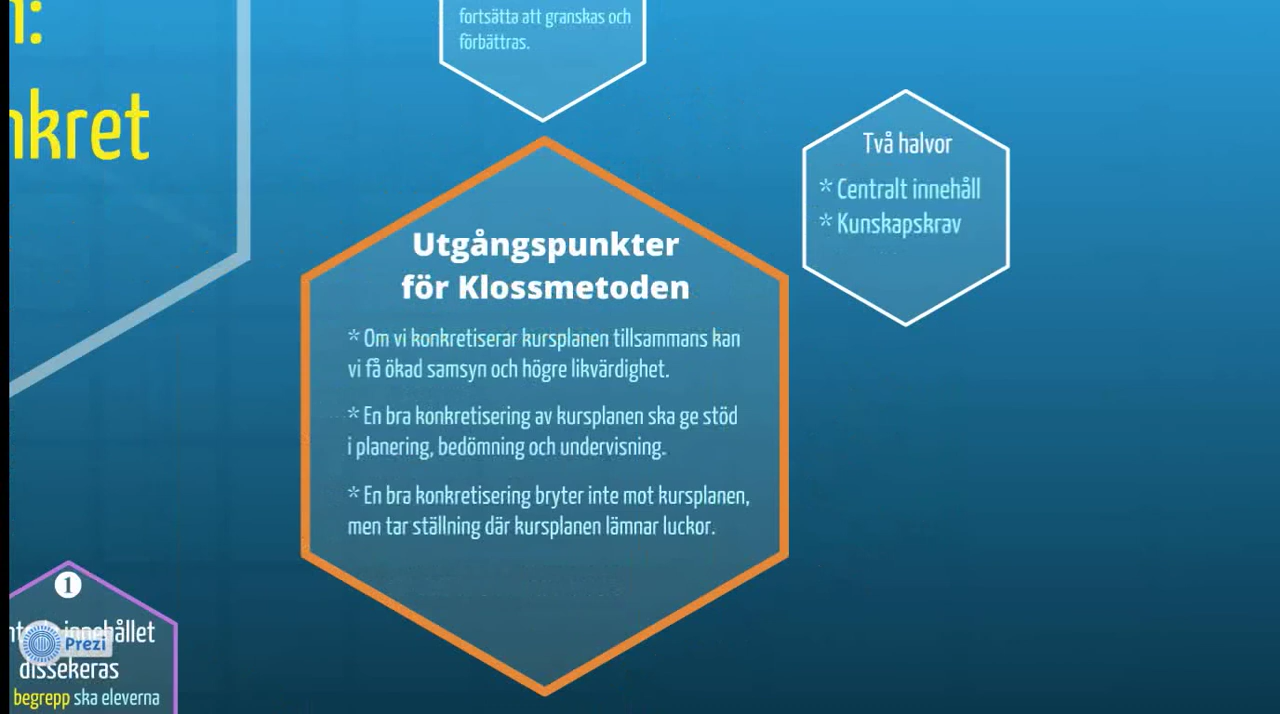 fortsätta att granskas och
förbättras.
Två halvor
* Centralt innehåll
* Kunskapskrav
Utgångspunkter
för Klossmetoden
* Om vi konkretiserar kursplanen tillsammans kan
vi få ökad samsyn och högre likvärdighet.
* En bra konkretisering av kursplanen ska ge stöd
i planering, bedömning och undervisning.
* En bra konkretisering bryter inte mot kursplanen,
men tar ställning där kursplanen lämnar luckor.
1
Prezi
dissekeras
begrepp ska eleverna